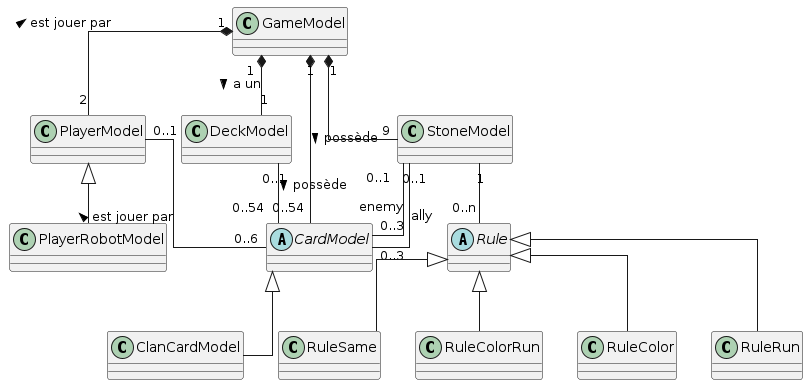 est jouer par
1
C GameModel
1
1
1
a un
2
1
C PlayerModel
0..1
C DeckModel
possède
9
C StoneModel
0..1
possède
0..1
0..1
1
0..54
0..54
enemy
ally
0..n
est jouer par
0..3
C PlayerRobotModel
0..6
A CardModel
0..3
A Rule
C ClanCardModel
C RuleSame
C RuleColorRun
C RuleColor
C RuleRun